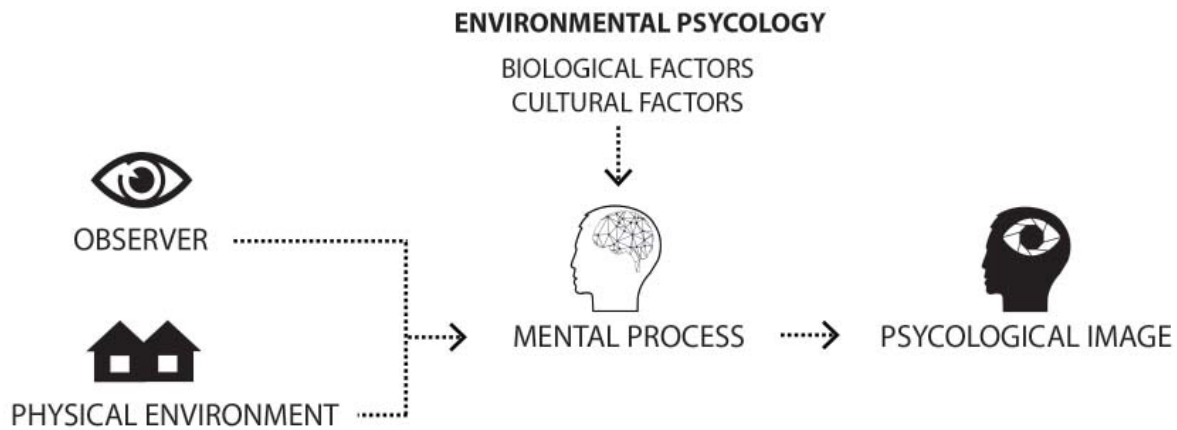 ENVIRONMENTAL PSYCOLOGY
BIOLOGICAL FACTORS
CULTURAL FACTORS
OBSERVER
MENTAL PROCESS
PSYCOLOGICAL IMAGE
PHYSICAL ENVIRONMENT